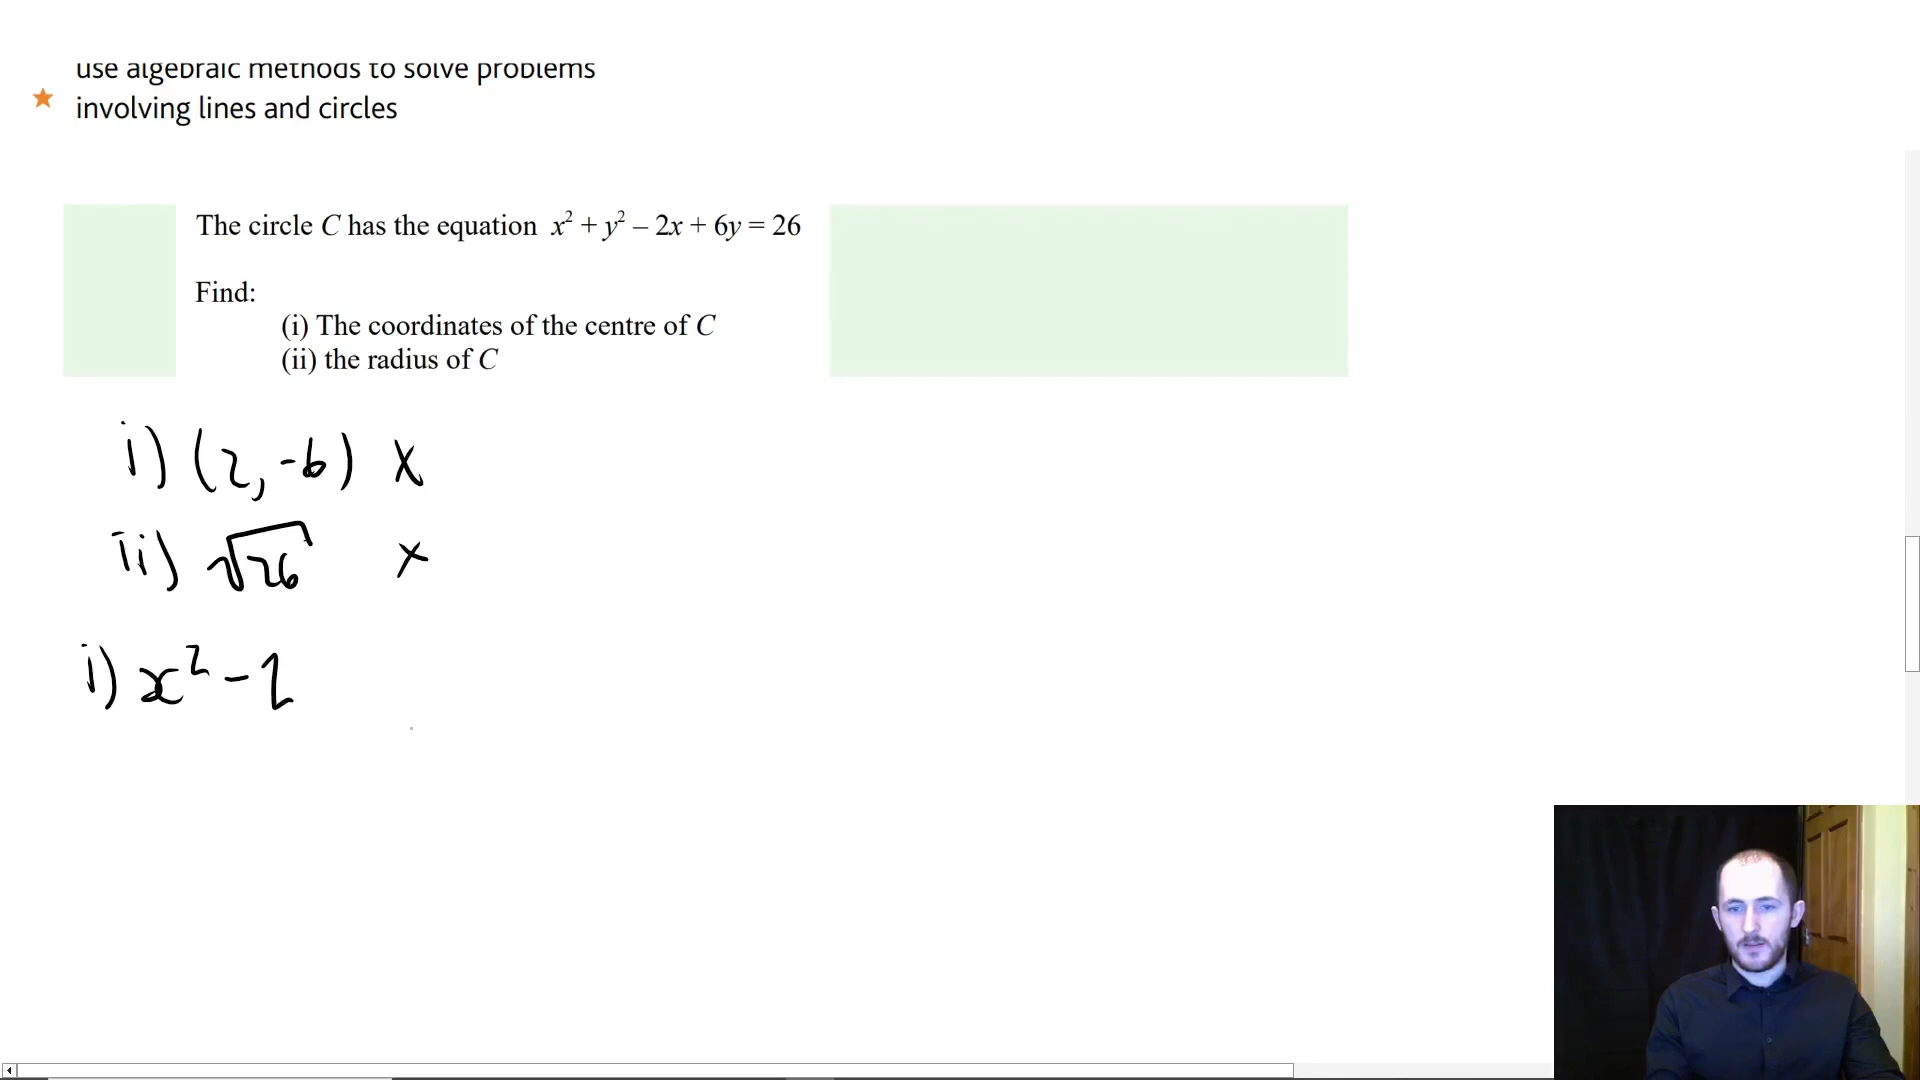 use algebraic methods to solve problems
involving lines and circles
The circle C has the equation x² + y² – 2x + 6y = 26
Find:
(i) The coordinates of the centre of C
(ii) the radius of C
i) (2, -6) x
ii) √26 x
i) x² - 2